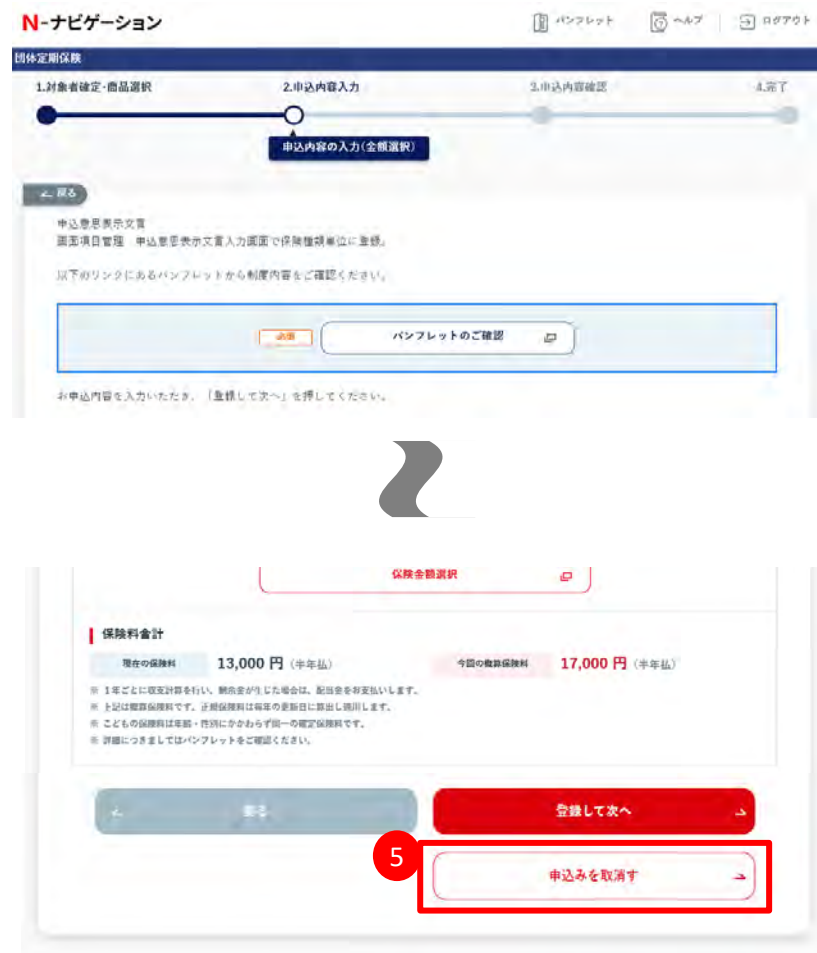 N-ナビゲーション
パンフレット
ヘルプ
ログアウト
団体定期保険
1.対象者確定・商品選択
2.申込内容入力
3.申込内容確認
4.完了
申込内容の入力(金額選択)
戻る
申込意思表示文言
画面項目管理 申込意思表示文言入力画面で保険種類単位に登録。
以下のリンクにあるパンフレットから制度内容をご確認ください。
必須
パンフレットのご確認
お申込内容を入力いただき、「登録して次へ」を押してください。
保険金額選択
保険料合計
現在の保険料
13,000 円(半年払)
今回の概算保険料
17,000 円(半年払)
※ 1年ごとに収支計算を行い、剰余金が生じた場合は、配当金をお支払いします。
※ 上記は概算保険料です。正規保険料は毎年の更新日に算出し適用します。
※ こどもの保険料は年齢・性別にかかわらず同一の確定保険料です。
※ 詳細につきましてはパンフレットをご確認ください。
戻る
登録して次へ
5
申込みを取消す